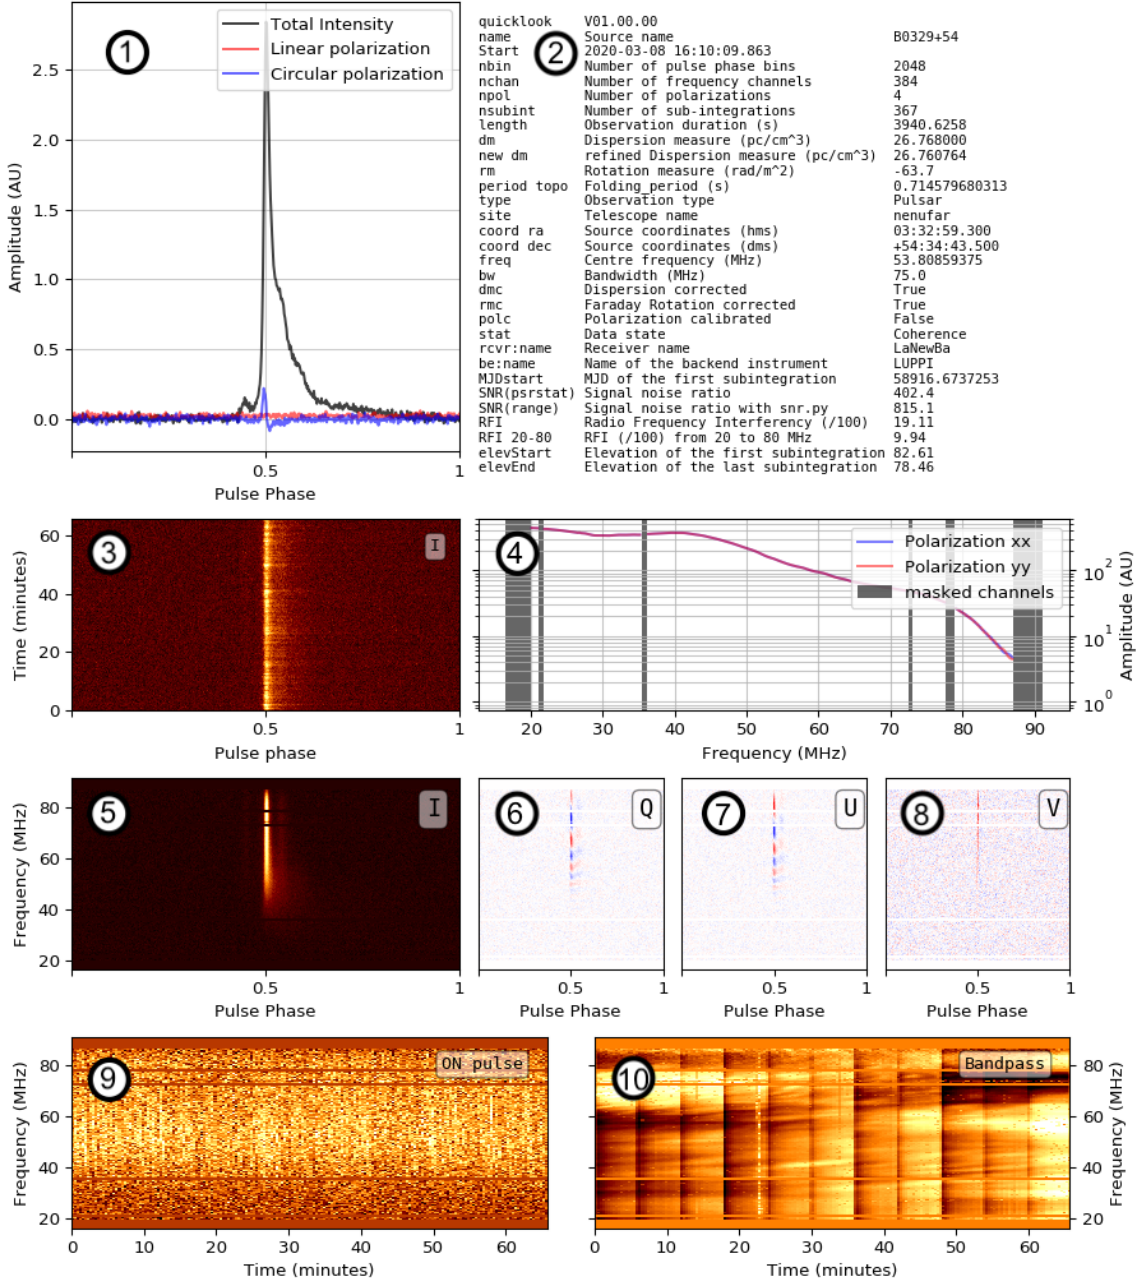 1
Total Intensity
Linear polarization
Circular polarization
2.5
2.0
1.5
1.0
0.5
0.0
Amplitude (AU)
0.5
1
Pulse Phase
2
quicklook V01.00.00
name Source name B0329+54
Start 2020-03-08 16:10:09.863
nbin Number of pulse phase bins 2048
nchan Number of frequency channels 384
npol Number of polarizations 4
nsubint Number of sub-integrations 367
length Observation duration (s) 3940.6258
dm Dispersion measure (pc/cm^3) 26.768000
new dm refined Dispersion measure (pc/cm^3) 26.760764
rm Rotation measure (rad/m^2) -63.7
period topo Folding_period (s) 0.714579680313
type Observation type Pulsar
site Telescope name nenufar
coord ra Source coordinates (hms) 03:32:59.300
coord dec Source coordinates (dms) +54:34:43.500
freq Centre frequency (MHz) 53.80859375
bw Bandwidth (MHz) 75.0
dmc Dispersion corrected True
rmc Faraday Rotation corrected True
polc Polarization calibrated False
stat Data state Coherence
rcvr:name Receiver name LaNewBa
be:name Name of the backend instrument LUPPI
MJDstart MJD of the first subintegration 58916.6737253
SNR(psrstat) Signal noise ratio 402.4
SNR(range) Signal noise ratio with snr.py 815.1
RFI Radio Frequency Interferency (/100) 19.11
RFI 20-80 RFI (/100) from 20 to 80 MHz 9.94
elevStart Elevation of the first subintegration 82.61
elevEnd Elevation of the last subintegration 78.46
3
I
60
40
20
0
Time (minutes)
0.5
1
Pulse phase
4
Polarization xx
Polarization yy
masked channels
10^2
10^1
10^0
Amplitude (AU)
20 30 40 50 60 70 80 90
Frequency (MHz)
5
I
80
60
40
20
Frequency (MHz)
0.5
1
Pulse Phase
6
Q
0.5
1
Pulse Phase
7
U
0.5
1
Pulse Phase
8
V
0.5
1
Pulse Phase
9
ON pulse
80
60
40
20
Frequency (MHz)
0 10 20 30 40 50 60
Time (minutes)
10
Bandpass
80
60
40
20
Frequency (MHz)
0 10 20 30 40 50 60
Time (minutes)